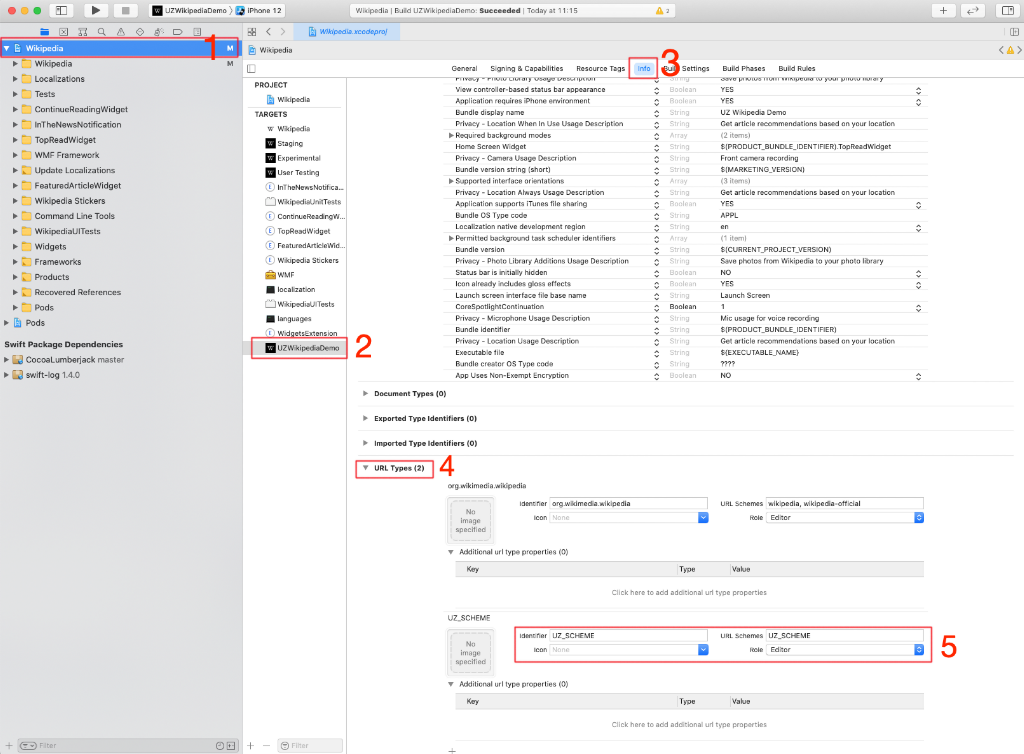 UZWikipediaDemo 〉 iPhone 12
Wikipedia | Build UZWikipediaDemo: Succeeded | Today at 11:15
2
Wikipedia.xcodeproj
Wikipedia M
1
Wikipedia M
Localizations
Tests
ContinueReadingWidget
InTheNewsNotification
TopReadWidget
WMF Framework
Update Localizations
FeaturedArticleWidget
Wikipedia Stickers
Command Line Tools
WikipediaUITests
Widgets
Frameworks
Products
Recovered References
Pods
Pods
Swift Package Dependencies
CocoaLumberjack master
swift-log 1.4.0
Filter
Wikipedia
General Signing & Capabilities Resource Tags Info Build Settings Build Phases Build Rules
3
PROJECT
Wikipedia
TARGETS
Wikipedia
Staging
Experimental
User Testing
InTheNewsNotifica...
WikipediaUnitTests
ContinueReadingW...
TopReadWidget
FeaturedArticleWid...
Wikipedia Stickers
WMF
localization
WikipediaUITests
languages
WidgetsExtension
UZWikipediaDemo
2
Filter
Privacy - Photo Library Usage Description String Save photos from Wikipedia to your photo library
View controller-based status bar appearance Boolean YES
Application requires iPhone environment Boolean YES
Bundle display name String UZ Wikipedia Demo
Privacy - Location When In Use Usage Description String Get article recommendations based on your location
Required background modes Array (2 items)
Home Screen Widget String $(PRODUCT_BUNDLE_IDENTIFIER).TopReadWidget
Privacy - Camera Usage Description String Front camera recording
Bundle version string (short) String $(MARKETING_VERSION)
Supported interface orientations Array (3 items)
Privacy - Location Always Usage Description String Get article recommendations based on your location
Application supports iTunes file sharing Boolean YES
Bundle OS Type code String APPL
Localization native development region String en
Permitted background task scheduler identifiers Array (1 item)
Bundle version String $(CURRENT_PROJECT_VERSION)
Privacy - Photo Library Additions Usage Description String Save photos from Wikipedia to your photo library
Status bar is initially hidden Boolean NO
Icon already includes gloss effects Boolean YES
Launch screen interface file base name String Launch Screen
CoreSpotlightContinuation Boolean 1
Privacy - Microphone Usage Description String Mic usage for voice recording
Bundle identifier String $(PRODUCT_BUNDLE_IDENTIFIER)
Privacy - Location Usage Description String Get article recommendations based on your location
Executable file String ${EXECUTABLE_NAME}
Bundle creator OS Type code String ????
App Uses Non-Exempt Encryption Boolean NO
Document Types (0)
Exported Type Identifiers (0)
Imported Type Identifiers (0)
URL Types (2)
4
org.wikimedia.wikipedia
No image specified
Identifier org.wikimedia.wikipedia URL Schemes wikipedia, wikipedia-official
Icon None Role Editor
Additional url type properties (0)
Key Type Value
Click here to add additional url type properties
UZ_SCHEME
No image specified
Identifier UZ_SCHEME URL Schemes UZ_SCHEME
Icon None Role Editor
5
Additional url type properties (0)
Key Type Value
Click here to add additional url type properties